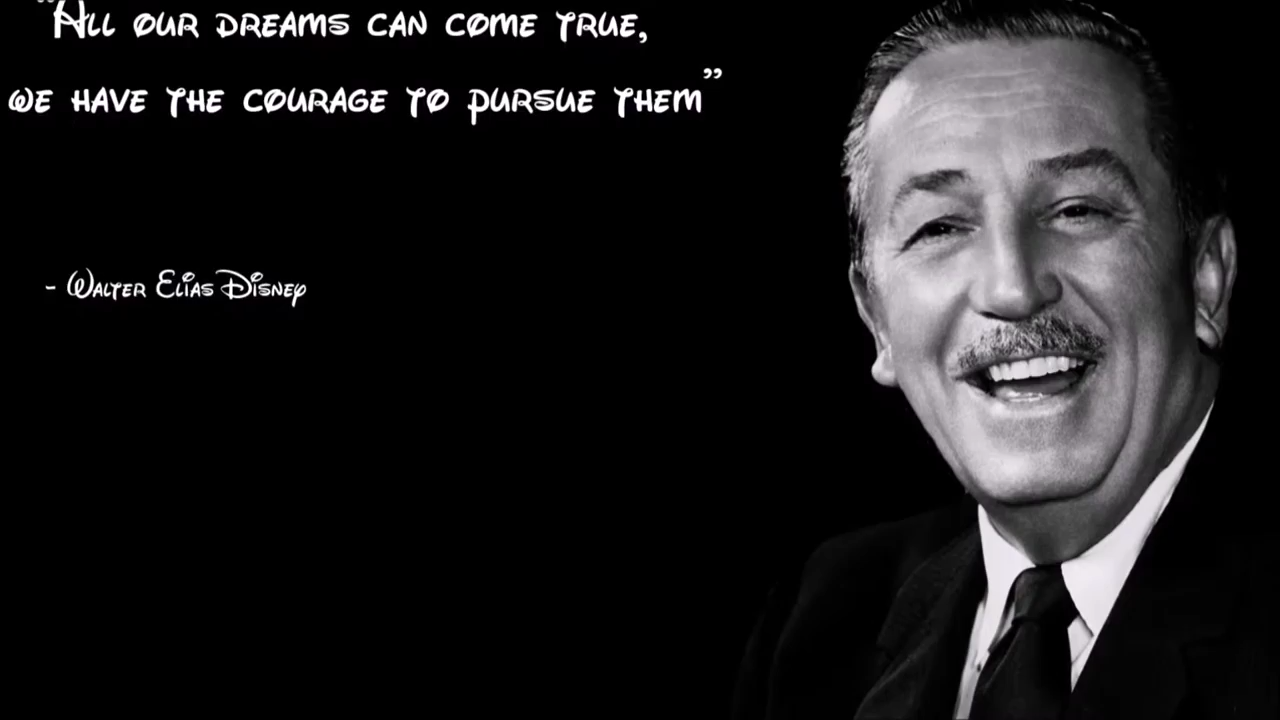 "All our dreams can come true,
we have the courage to pursue them"
- Walter Elias Disney